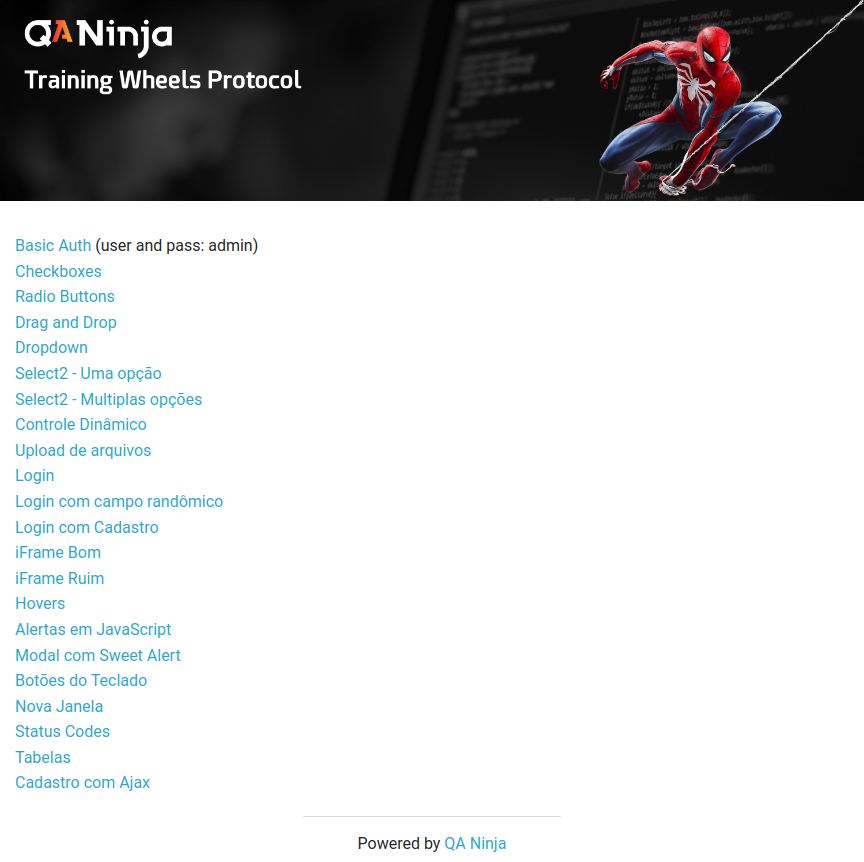 QANinja
Training Wheels Protocol
Basic Auth (user and pass: admin)
Checkboxes
Radio Buttons
Drag and Drop
Dropdown
Select2 - Uma opção
Select2 - Multiplas opções
Controle Dinâmico
Upload de arquivos
Login
Login com campo randômico
Login com Cadastro
iFrame Bom
iFrame Ruim
Hovers
Alertas em JavaScript
Modal com Sweet Alert
Botões do Teclado
Nova Janela
Status Codes
Tabelas
Cadastro com Ajax
Powered by QA Ninja